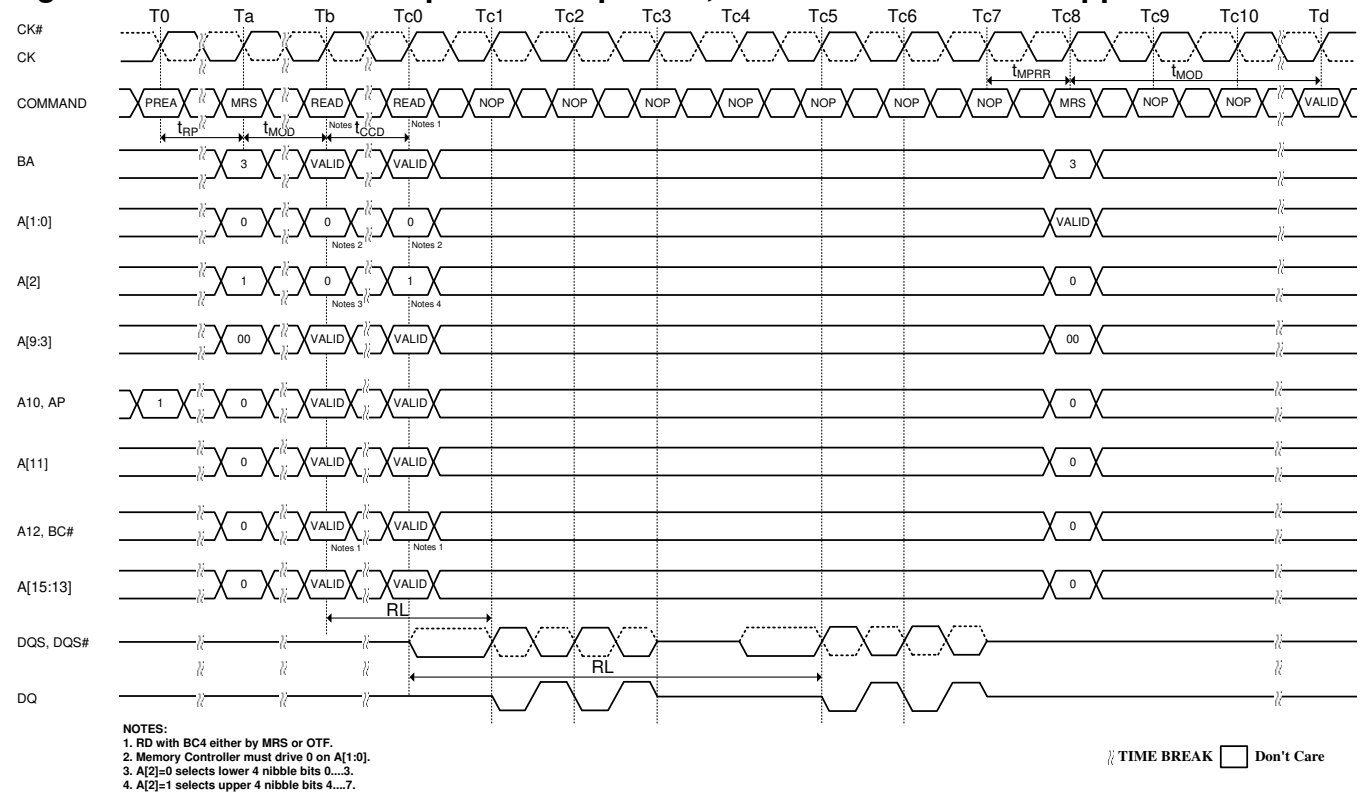 T0 Ta Tb Tc0 Tc1 Tc2 Tc3 Tc4 Tc5 Tc6 Tc7 Tc8 Tc9 Tc10 Td
CK#
CK
tMPRR tMOD
COMMAND PREA MRS READ READ NOP NOP NOP NOP NOP NOP NOP MRS NOP NOP VALID
Notes Notes 1
tRP tMOD tCCD
BA 3 VALID VALID 3
A[1:0] 0 0 0 VALID
Notes 2 Notes 2
A[2] 1 0 1 0
Notes 3 Notes 4
A[9:3] 00 VALID VALID 00
A10, AP 1 0 VALID VALID 0
A[11] 0 VALID VALID 0
A12, BC# 0 VALID VALID 0
Notes 1 Notes 1
A[15:13] 0 VALID VALID 0
RL
DQS, DQS#
RL
DQ
NOTES:
1. RD with BC4 either by MRS or OTF.
2. Memory Controller must drive 0 on A[1:0].
3. A[2]=0 selects lower 4 nibble bits 0....3.
4. A[2]=1 selects upper 4 nibble bits 4....7.
TIME BREAK Don't Care